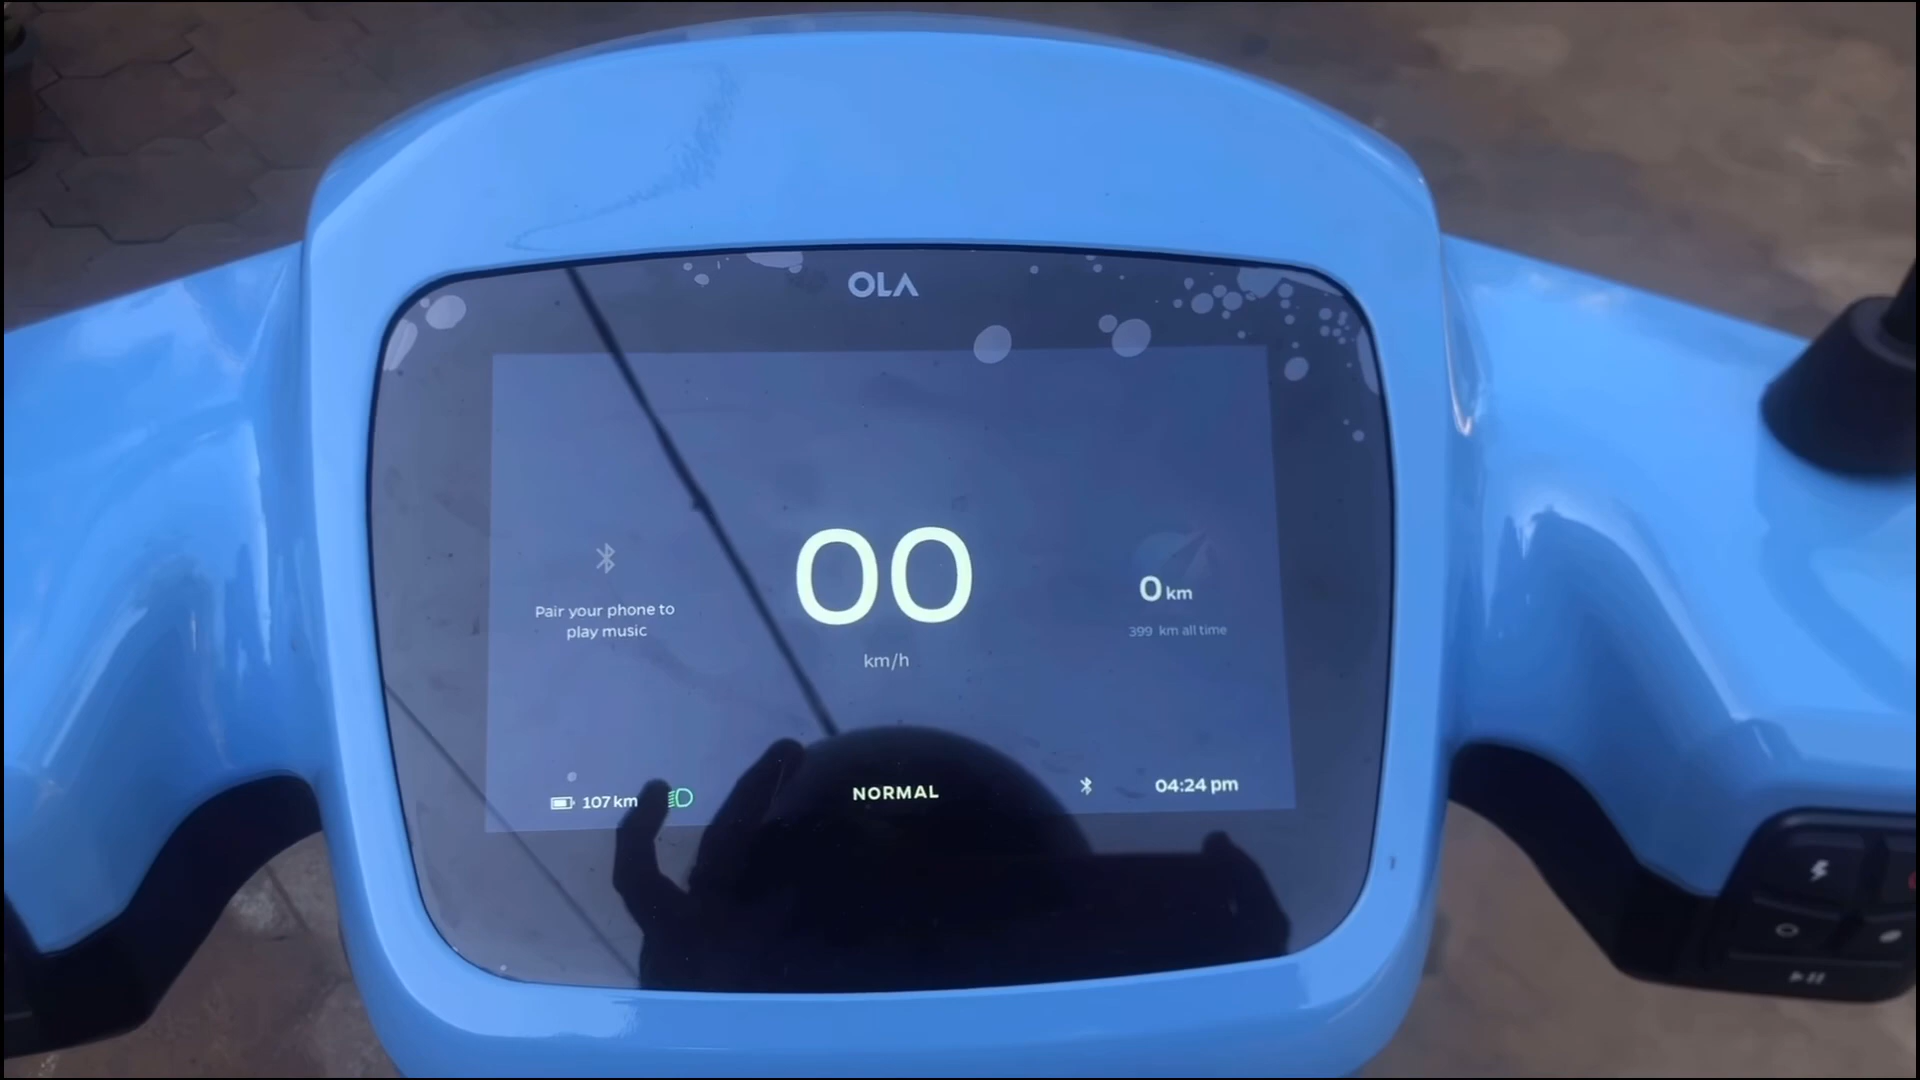 OLA
00
km/h
Pair your phone to
play music
0 km
399 km all time
107 km
NORMAL
04:24 pm